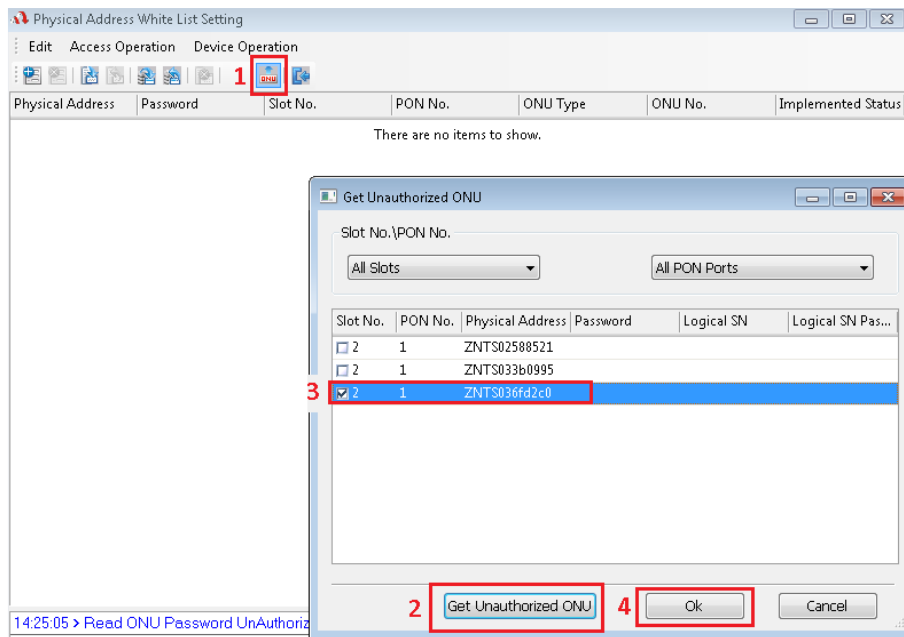 Physical Address White List Setting
Edit Access Operation Device Operation
1 ONU
Physical Address Password Slot No. PON No. ONU Type ONU No. Implemented Status
There are no items to show.
Get Unauthorized ONU
Slot No.\PON No.
All Slots All PON Ports
Slot No. PON No. Physical Address Password Logical SN Logical SN Pas...
2 1 ZNTS02588521
2 1 ZNTS033b0995
3 2 1 ZNTS036fd2c0
2 Get Unauthorized ONU 4 Ok Cancel
14:25:05 > Read ONU Password UnAuthoriz